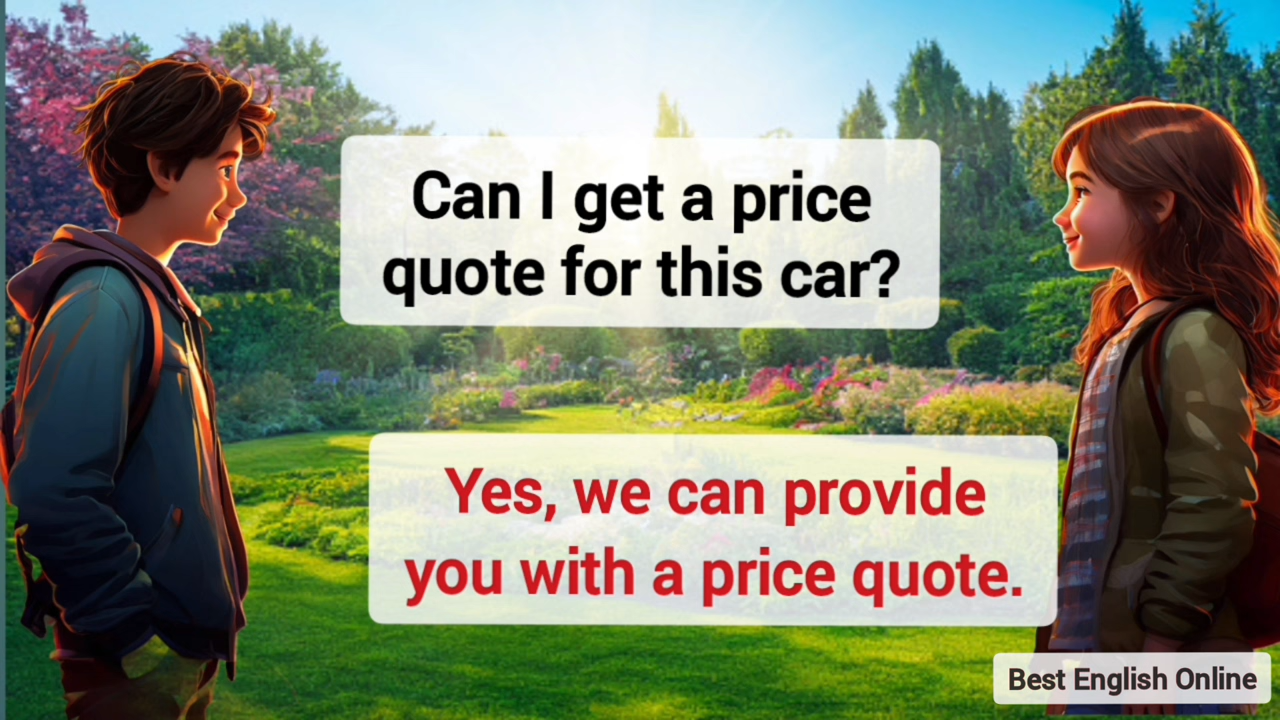 Can I get a price
quote for this car?
Yes, we can provide
you with a price quote.
Best English Online